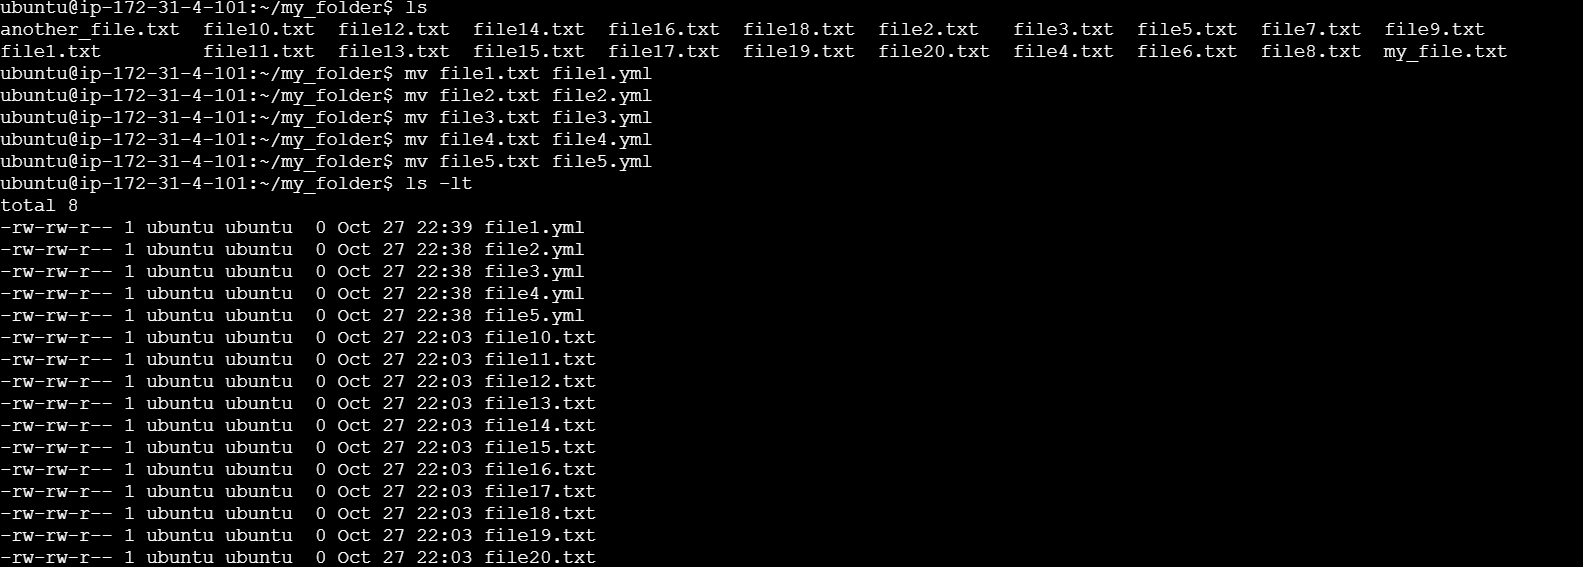 ubuntu@ip-172-31-4-101:~/my_folder$ ls
another_file.txt  file10.txt  file12.txt  file14.txt  file16.txt  file18.txt  file2.txt   file3.txt  file5.txt  file7.txt  file9.txt
file1.txt         file11.txt  file13.txt  file15.txt  file17.txt  file19.txt  file20.txt  file4.txt  file6.txt  file8.txt  my_file.txt
ubuntu@ip-172-31-4-101:~/my_folder$ mv file1.txt file1.yml
ubuntu@ip-172-31-4-101:~/my_folder$ mv file2.txt file2.yml
ubuntu@ip-172-31-4-101:~/my_folder$ mv file3.txt file3.yml
ubuntu@ip-172-31-4-101:~/my_folder$ mv file4.txt file4.yml
ubuntu@ip-172-31-4-101:~/my_folder$ mv file5.txt file5.yml
ubuntu@ip-172-31-4-101:~/my_folder$ ls -lt
total 8
-rw-rw-r-- 1 ubuntu ubuntu  0 Oct 27 22:39 file1.yml
-rw-rw-r-- 1 ubuntu ubuntu  0 Oct 27 22:38 file2.yml
-rw-rw-r-- 1 ubuntu ubuntu  0 Oct 27 22:38 file3.yml
-rw-rw-r-- 1 ubuntu ubuntu  0 Oct 27 22:38 file4.yml
-rw-rw-r-- 1 ubuntu ubuntu  0 Oct 27 22:38 file5.yml
-rw-rw-r-- 1 ubuntu ubuntu  0 Oct 27 22:03 file10.txt
-rw-rw-r-- 1 ubuntu ubuntu  0 Oct 27 22:03 file11.txt
-rw-rw-r-- 1 ubuntu ubuntu  0 Oct 27 22:03 file12.txt
-rw-rw-r-- 1 ubuntu ubuntu  0 Oct 27 22:03 file13.txt
-rw-rw-r-- 1 ubuntu ubuntu  0 Oct 27 22:03 file14.txt
-rw-rw-r-- 1 ubuntu ubuntu  0 Oct 27 22:03 file15.txt
-rw-rw-r-- 1 ubuntu ubuntu  0 Oct 27 22:03 file16.txt
-rw-rw-r-- 1 ubuntu ubuntu  0 Oct 27 22:03 file17.txt
-rw-rw-r-- 1 ubuntu ubuntu  0 Oct 27 22:03 file18.txt
-rw-rw-r-- 1 ubuntu ubuntu  0 Oct 27 22:03 file19.txt
-rw-rw-r-- 1 ubuntu ubuntu  0 Oct 27 22:03 file20.txt